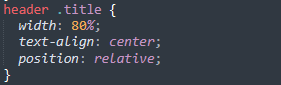 header .title {
  width: 80%;
  text-align: center;
  position: relative;
}